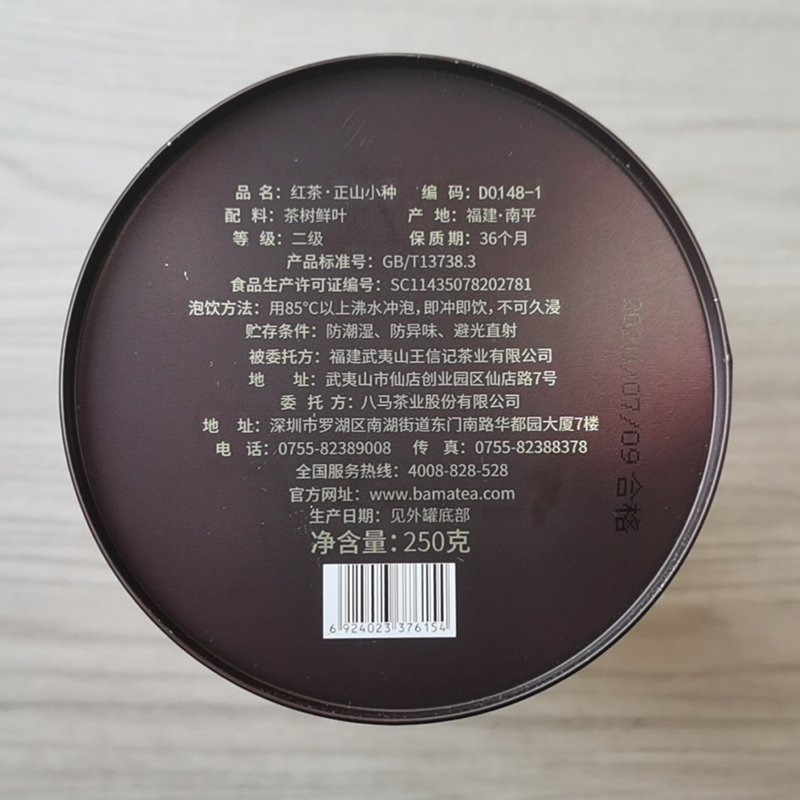 品 名：红茶·正山小种 编 码：D0148-1
配 料：茶树鲜叶 产 地：福建·南平
等 级：二级 保质期：36个月
产品标准号：GB/T13738.3
食品生产许可证编号：SC11435078202781
泡饮方法：用85℃以上沸水冲泡，即冲即饮，不可久浸
贮存条件：防潮湿、防异味、避光直射
被委托方：福建武夷山王信记茶业有限公司
地 址：武夷山市仙店创业园区仙店路7号
委 托 方：八马茶业股份有限公司
地 址：深圳市罗湖区南湖街道东门南路华都园大厦7楼
电 话：0755-82389008 传 真：0755-82388378
全国服务热线：4008-828-528
官方网址：www.bamatea.com
生产日期：见外罐底部
净含量：250克
6 924023 376154
/07/09 合格